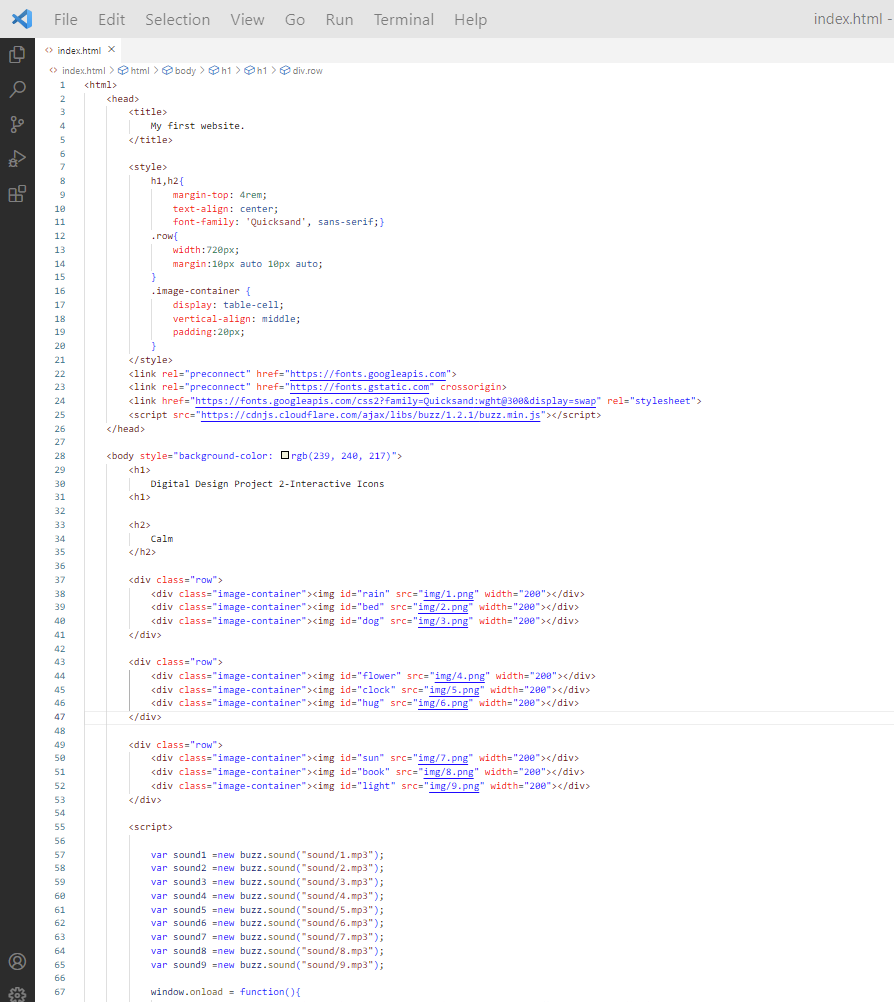 File Edit Selection View Go Run Terminal Help index.html -
index.html
index.html > html > body > h1 > h1 > div.row
1 <html>
2 <head>
3 <title>
4 My first website.
5 </title>
6
7 <style>
8 h1,h2{
9 margin-top: 4rem;
10 text-align: center;
11 font-family: 'Quicksand', sans-serif;}
12 .row{
13 width:720px;
14 margin:10px auto 10px auto;
15 }
16 .image-container {
17 display: table-cell;
18 vertical-align: middle;
19 padding:20px;
20 }
21 </style>
22 <link rel="preconnect" href="https://fonts.googleapis.com">
23 <link rel="preconnect" href="https://fonts.gstatic.com" crossorigin>
24 <link href="https://fonts.googleapis.com/css2?family=Quicksand:wght@300&display=swap" rel="stylesheet">
25 <script src="https://cdnjs.cloudflare.com/ajax/libs/buzz/1.2.1/buzz.min.js"></script>
26 </head>
27
28 <body style="background-color: rgb(239, 240, 217)">
29 <h1>
30 Digital Design Project 2-Interactive Icons
31 <h1>
32
33 <h2>
34 Calm
35 </h2>
36
37 <div class="row">
38 <div class="image-container"><img id="rain" src="img/1.png" width="200"></div>
39 <div class="image-container"><img id="bed" src="img/2.png" width="200"></div>
40 <div class="image-container"><img id="dog" src="img/3.png" width="200"></div>
41 </div>
42
43 <div class="row">
44 <div class="image-container"><img id="flower" src="img/4.png" width="200"></div>
45 <div class="image-container"><img id="clock" src="img/5.png" width="200"></div>
46 <div class="image-container"><img id="hug" src="img/6.png" width="200"></div>
47 </div>
48
49 <div class="row">
50 <div class="image-container"><img id="sun" src="img/7.png" width="200"></div>
51 <div class="image-container"><img id="book" src="img/8.png" width="200"></div>
52 <div class="image-container"><img id="light" src="img/9.png" width="200"></div>
53 </div>
54
55 <script>
56
57 var sound1 =new buzz.sound("sound/1.mp3");
58 var sound2 =new buzz.sound("sound/2.mp3");
59 var sound3 =new buzz.sound("sound/3.mp3");
60 var sound4 =new buzz.sound("sound/4.mp3");
61 var sound5 =new buzz.sound("sound/5.mp3");
62 var sound6 =new buzz.sound("sound/6.mp3");
63 var sound7 =new buzz.sound("sound/7.mp3");
64 var sound8 =new buzz.sound("sound/8.mp3");
65 var sound9 =new buzz.sound("sound/9.mp3");
66
67 window.onload = function(){